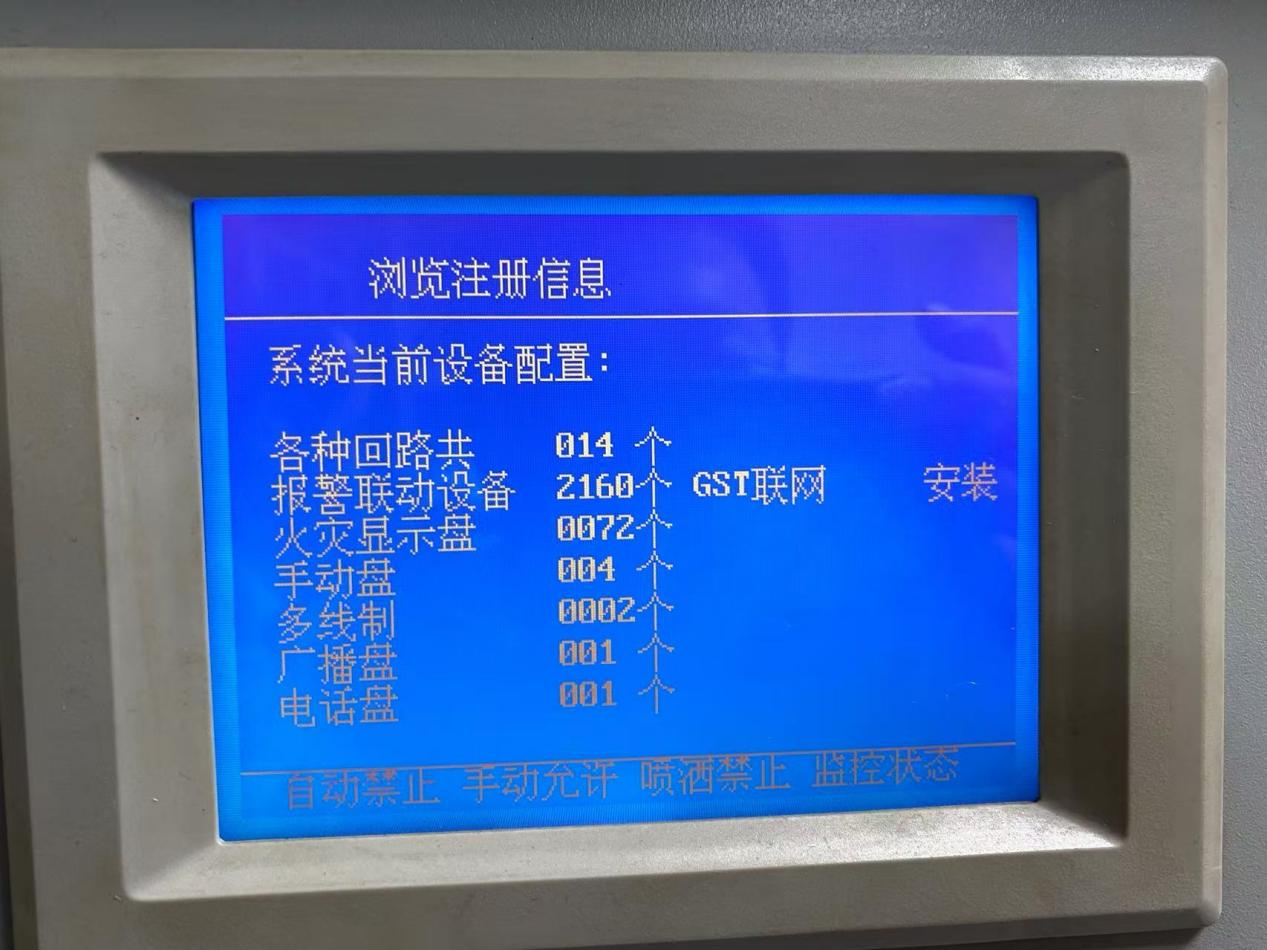 浏览注册信息
系统当前设备配置：
各种回路共 014 个
报警联动设备 2160个 GST联网 安装
火灾显示盘 0072个
手动盘 004 个
多线制 0002个
广播盘 001 个
电话盘 001 个
自动禁止 手动允许 喷洒禁止 监控状态